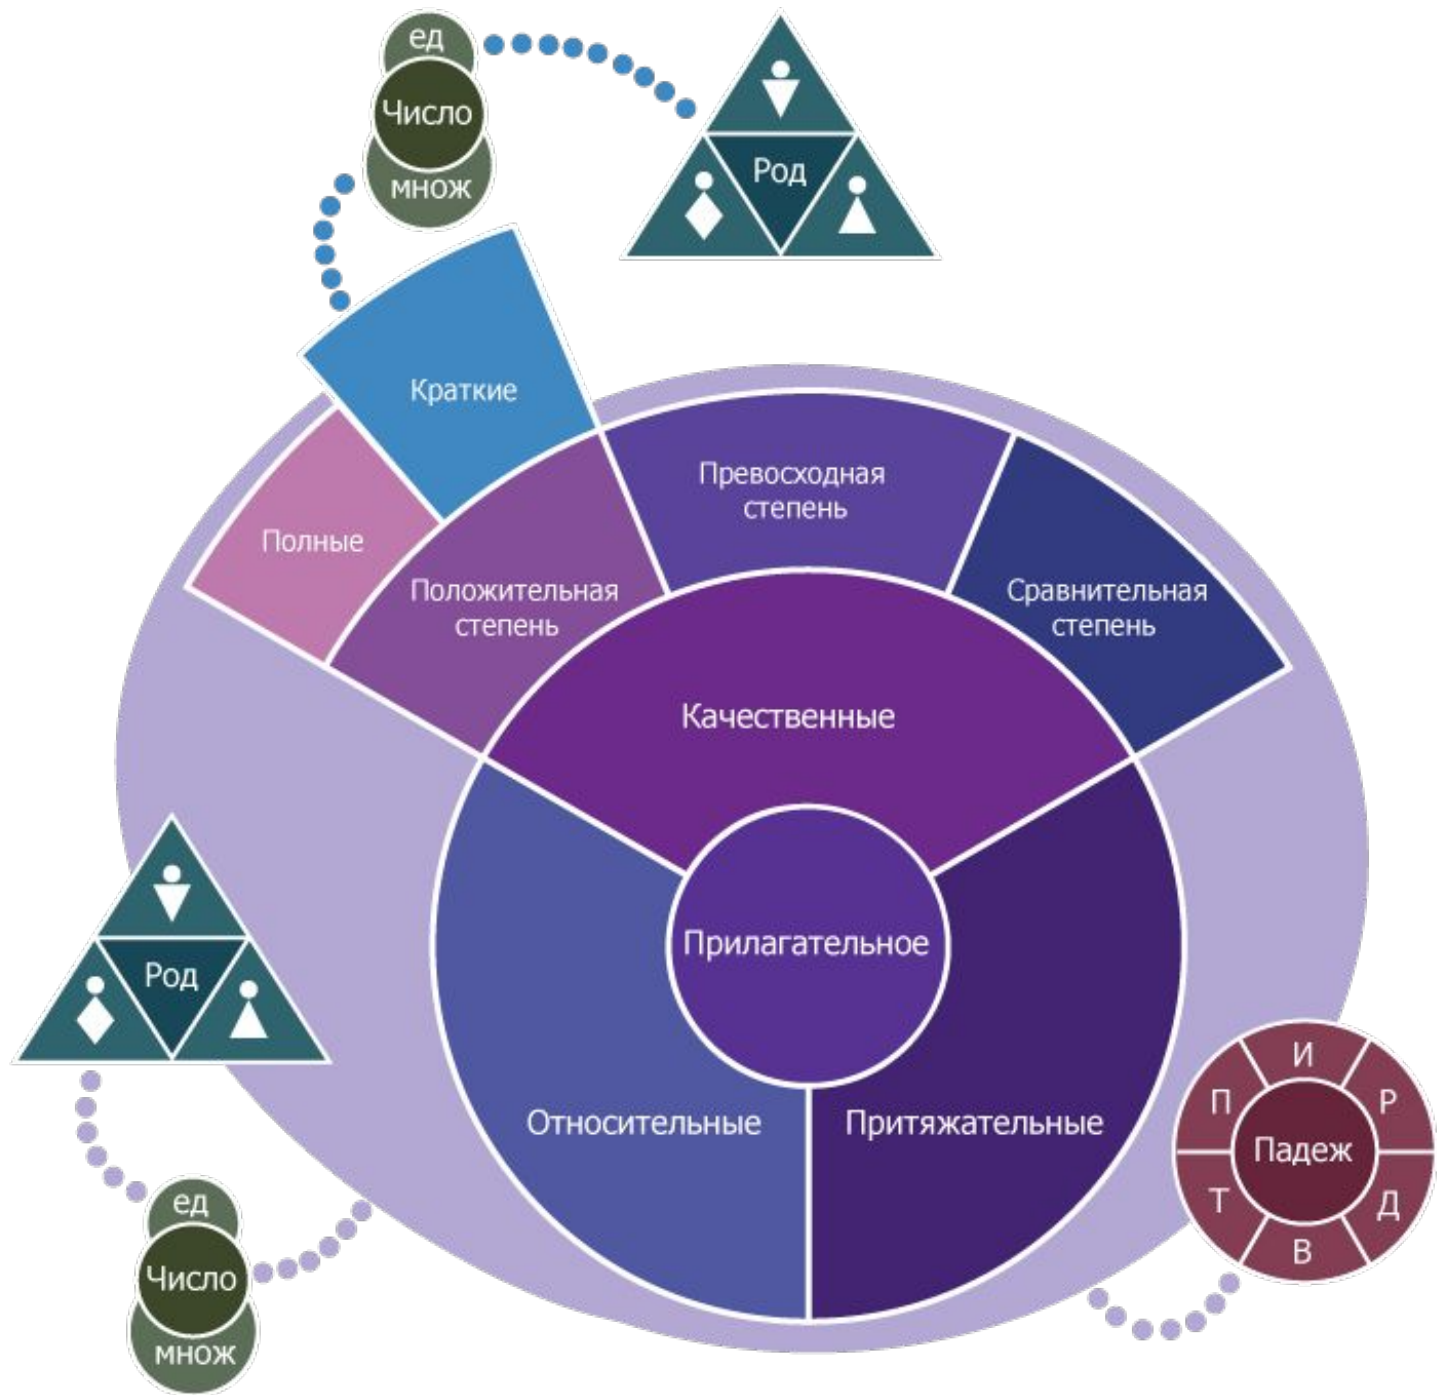 ед
Число
множ
Род
Краткие
Превосходная
степень
Полные
Положительная
степень
Сравнительная
степень
Качественные
Прилагательное
Относительные
Притяжательные
Род
ед
Число
множ
И
П
Р
Падеж
Т
Д
В